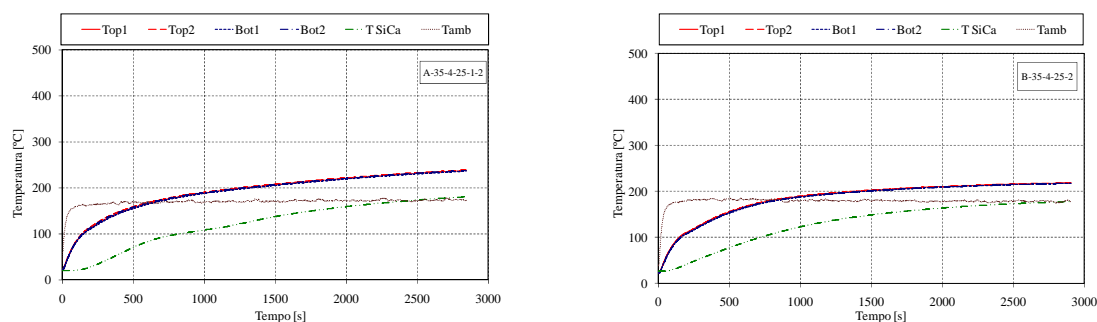 Top1 Top2 Bot1 Bot2 T SiCa Tamb
500
400
300
200
100
0
Temperatura [ºC]
A-35-4-25-1-2
0 500 1000 1500 2000 2500 3000
Tempo [s]
Top1 Top2 Bot1 Bot2 T SiCa Tamb
500
400
300
200
100
0
Temperatura [ºC]
B-35-4-25-2
0 500 1000 1500 2000 2500 3000
Tempo [s]